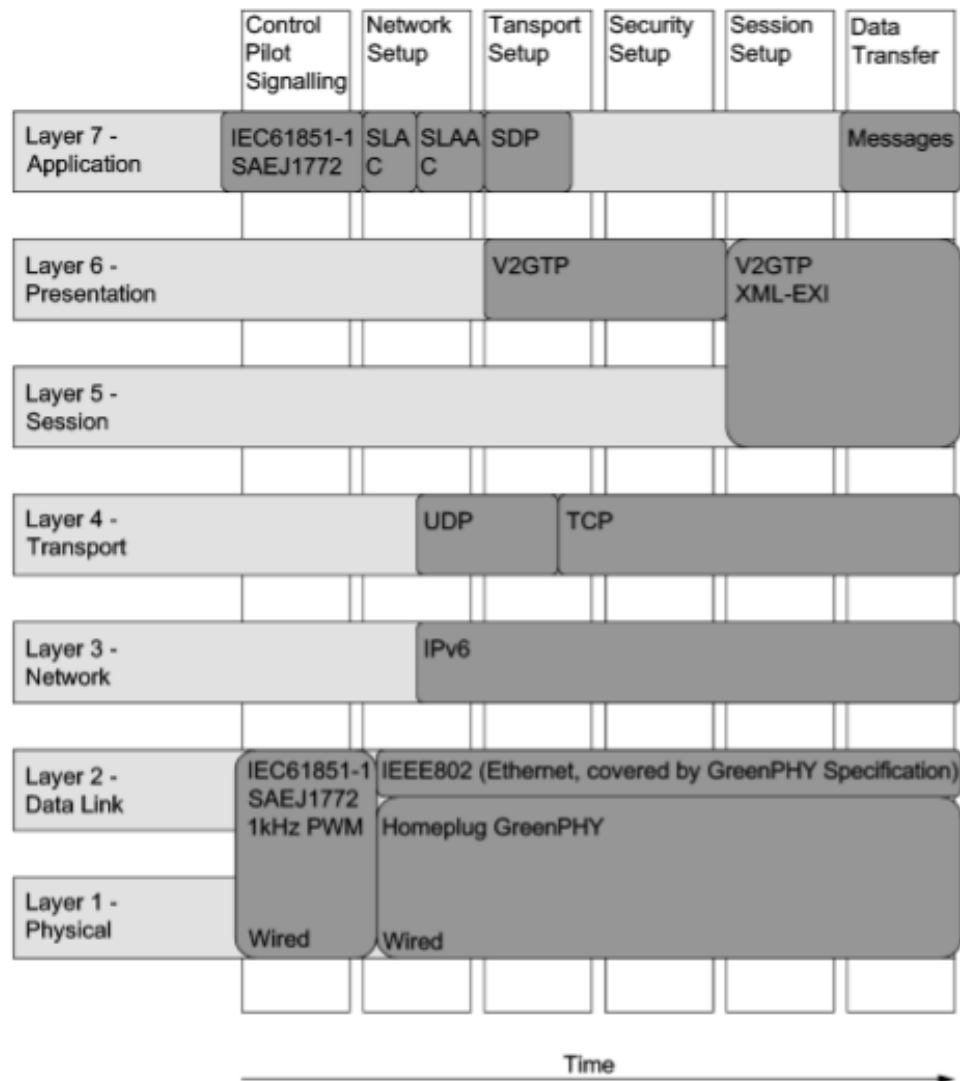 Control
Pilot
Signalling
Network
Setup
Tansport
Setup
Security
Setup
Session
Setup
Data
Transfer
Layer 7 -
Application
IEC61851-1
SAEJ1772
SLA
C
SLAA
C
SDP
Messages
Layer 6 -
Presentation
V2GTP
V2GTP
XML-EXI
Layer 5 -
Session
Layer 4 -
Transport
UDP
TCP
Layer 3 -
Network
IPv6
Layer 2 -
Data Link
IEC61851-1
SAEJ1772
1kHz PWM
IEEE802 (Ethernet, covered by GreenPHY Specification)
Homeplug GreenPHY
Layer 1 -
Physical
Wired
Wired
Time